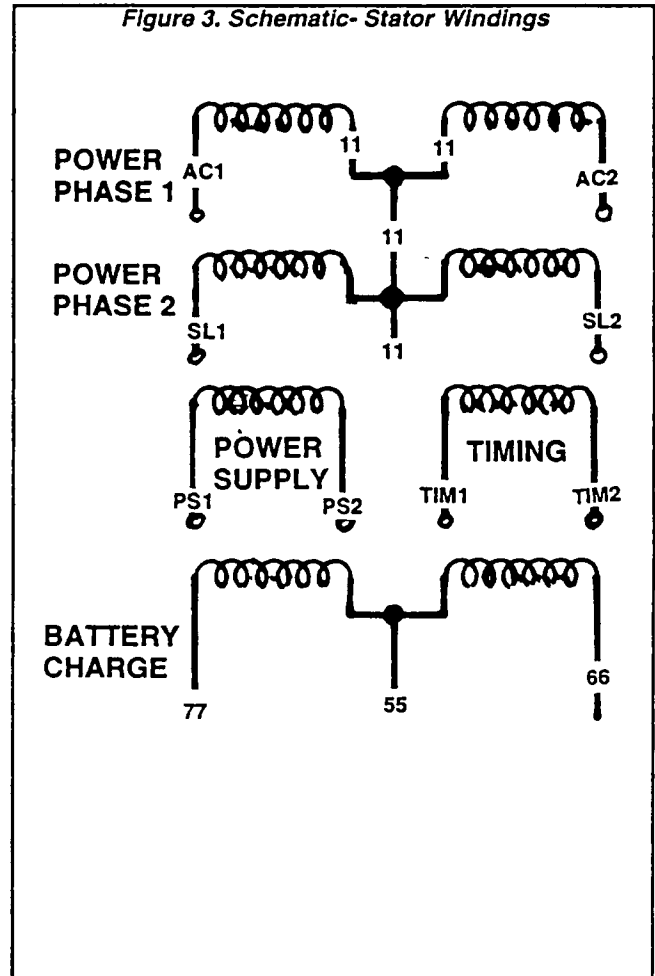 Figure 3. Schematic- Stator Windings
POWER
PHASE 1
AC1
11
11
AC2
11
POWER
PHASE 2
SL1
11
SL2
POWER
SUPPLY
TIMING
PS1
PS2
TIM1
TIM2
BATTERY
CHARGE
77
55
66